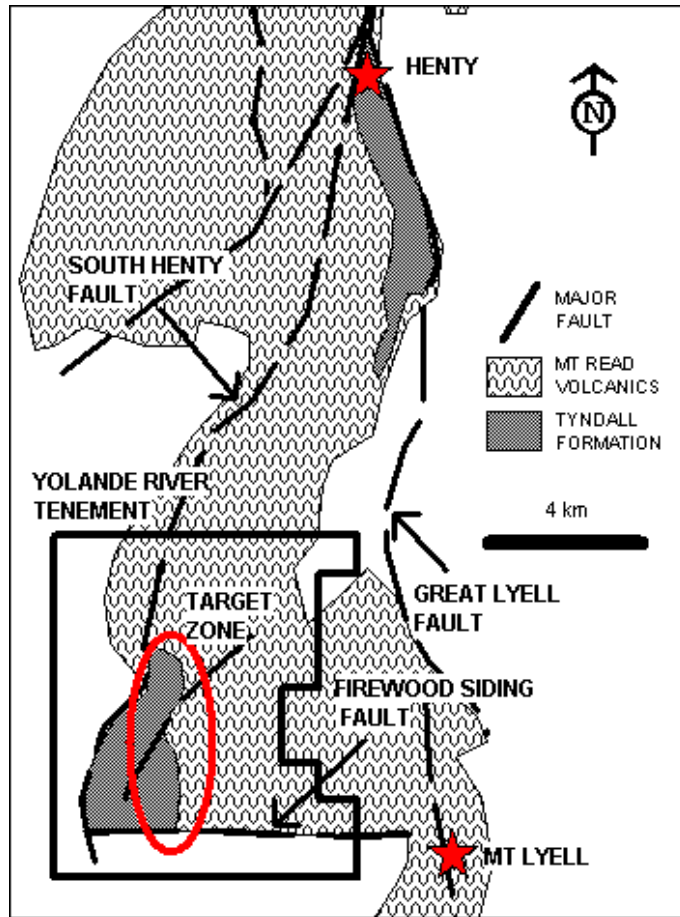 HENTY
N
SOUTH HENTY
FAULT
MAJOR
FAULT
MT READ
VOLCANICS
TYNDALL
FORMATION
YOLANDE RIVER
TENEMENT
4 km
TARGET
ZONE
GREAT LYELL
FAULT
FIREWOOD SIDING
FAULT
MT LYELL